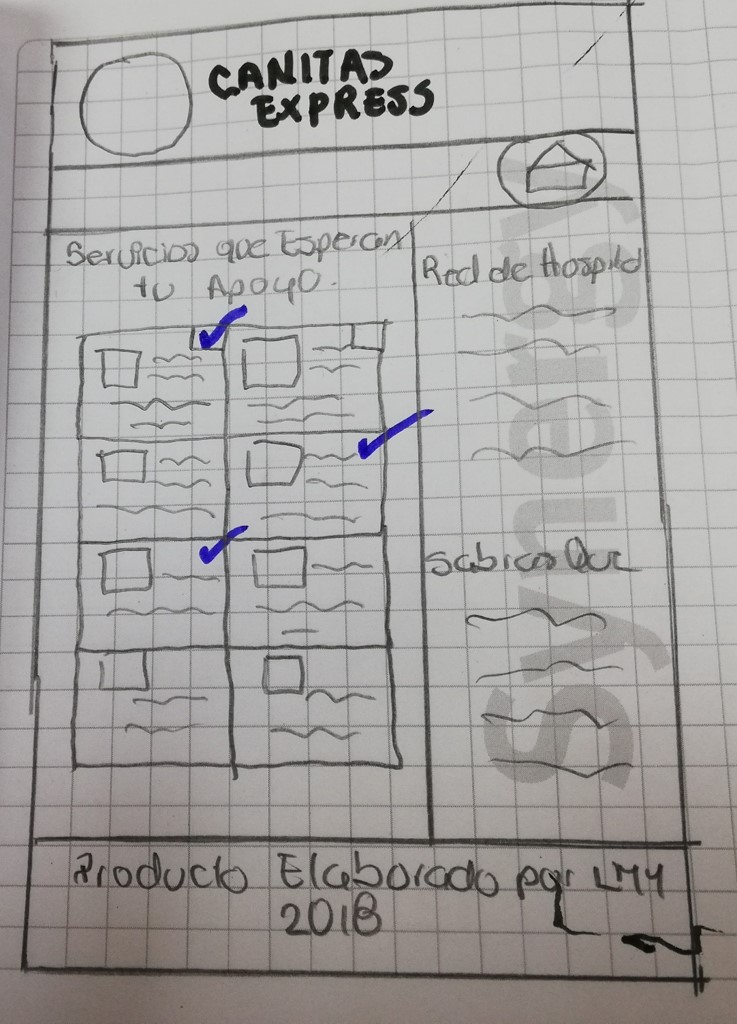 CANITAS
EXPRESS
Servicios que Esperan
tu Apoyo.
Red de Hospital
Sabias Que
Producto Elaborado por LMY
2018
Synergy